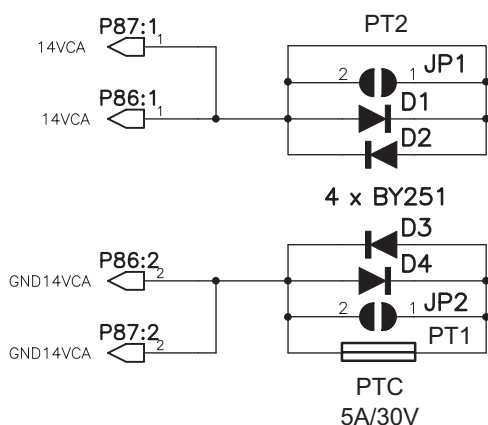 PT2
P87:1
14VCA
1
2
1
JP1
P86:1
14VCA
1
D1
D2
4 x BY251
D3
P86:2
GND14VCA
2
D4
2
1
JP2
P87:2
GND14VCA
2
PT1
PTC
5A/30V